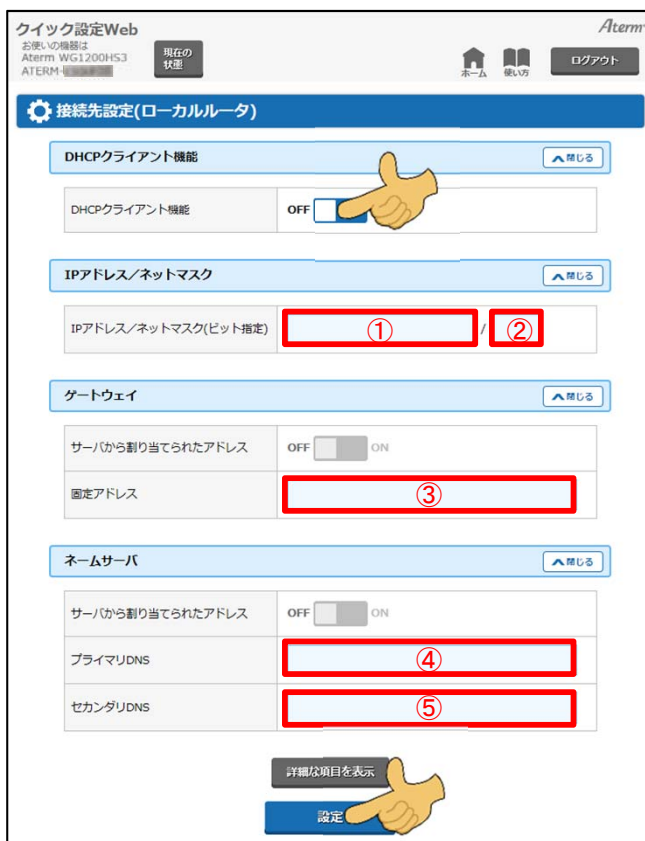 クイック設定Web
Aterm
お使いの機器は
Aterm WG1200HS3
ATERM-
現在の
状態
ホーム
使い方
ログアウト
接続先設定(ローカルルータ)
DHCPクライアント機能
閉じる
DHCPクライアント機能
OFF
IPアドレス／ネットマスク
閉じる
IPアドレス／ネットマスク(ビット指定)
① / ②
ゲートウェイ
閉じる
サーバから割り当てられたアドレス
OFF ON
固定アドレス
③
ネームサーバ
閉じる
サーバから割り当てられたアドレス
OFF ON
プライマリDNS
④
セカンダリDNS
⑤
詳細な項目を表示
設定